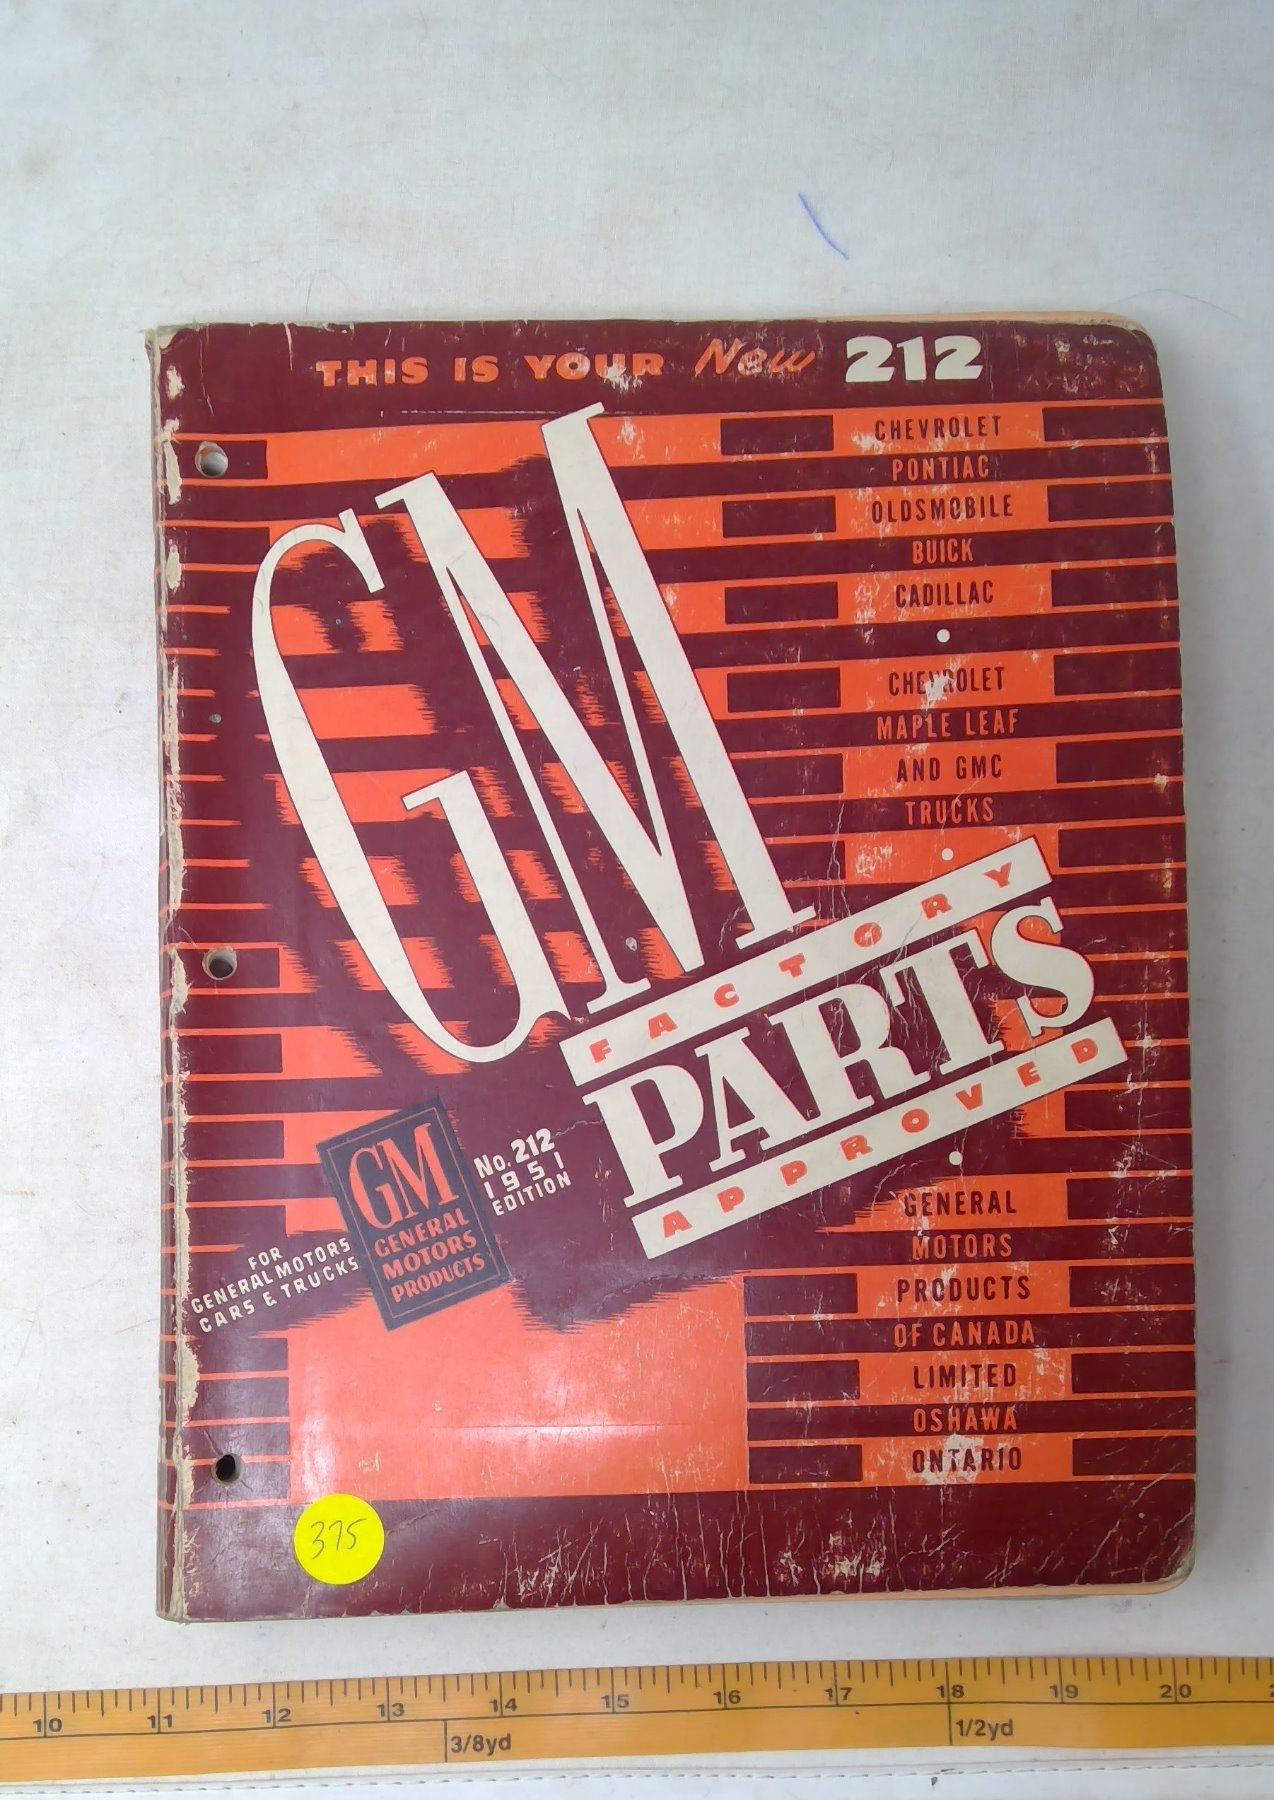 THIS IS YOUR New 212
CHEVROLET
PONTIAC
OLDSMOBILE
BUICK
CADILLAC
CHEVROLET
MAPLE LEAF
AND GMC
TRUCKS
GM
FACTORY
PARTS
APPROVED
No. 212
1951
EDITION
GM
GENERAL
MOTORS
PRODUCTS
FOR
GENERAL MOTORS
CARS & TRUCKS
GENERAL
MOTORS
PRODUCTS
OF CANADA
LIMITED
OSHAWA
ONTARIO
375
10 11 12 13 14 15 16 17 18 19 20
3/8yd 1/2yd